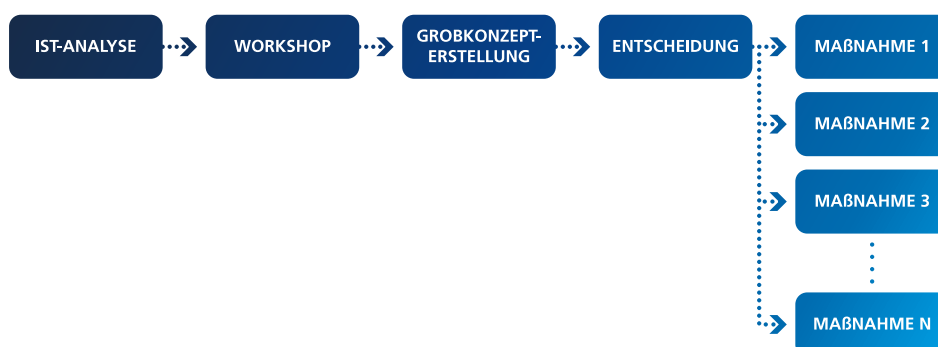 IST-ANALYSE
WORKSHOP
GROBKONZEPT-
ERSTELLUNG
ENTSCHEIDUNG
MAßNAHME 1
MAßNAHME 2
MAßNAHME 3
MAßNAHME N